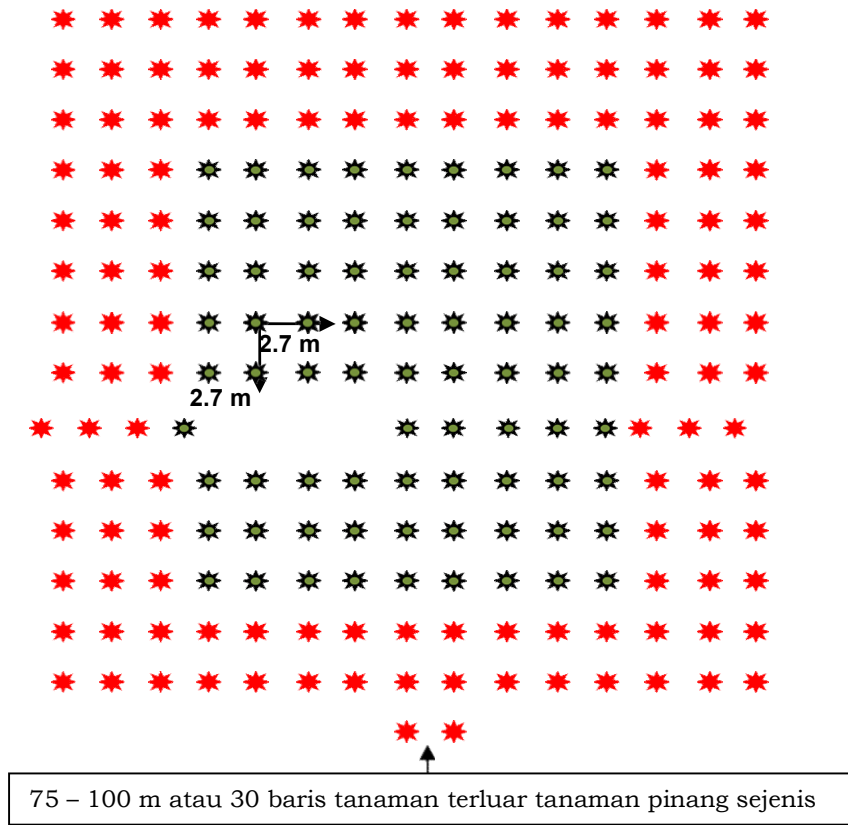 2.7 m
2.7 m
75 – 100 m atau 30 baris tanaman terluar tanaman pinang sejenis